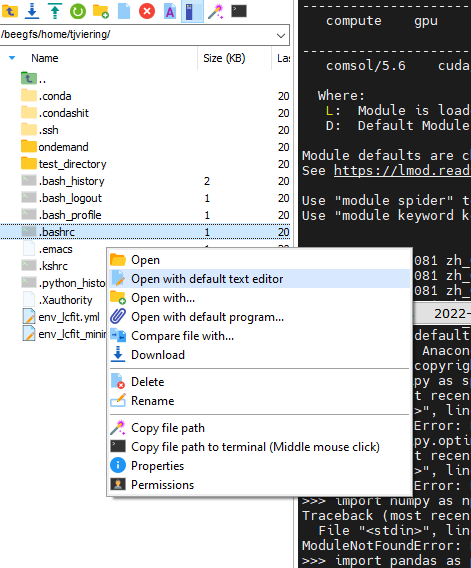 /beegfs/home/tjviering/
Name
Size (KB)
..
.conda
20
.condashit
20
.ssh
20
ondemand
20
test_directory
20
.bash_history
2
20
.bash_logout
1
20
.bash_profile
1
20
.bashrc
1
20
.emacs
.kshrc
.python_histo
.Xauthority
env_lcfit.yml
env_lcfit_mini
Open
Open with default text editor
Open with...
Open with default program...
Compare file with...
Download
Delete
Rename
Copy file path
Copy file path to terminal (Middle mouse click)
Properties
Permissions
compute gpu
comsol/5.6 cuda
Where:
L: Module is load
D: Default Module
Module defaults are c
See https://lmod.read
Use "module spider" t
Use "module keyword k
081 zh_
081 zh_
081 zh_
2022-
default
Anacon
copyrig
py as s
t recen
>", lin
Error:
py.opti
t recen
>", lin
Error:
>>> import numpy as n
Traceback (most recen
File "<stdin>", lin
ModuleNotFoundError:
>>> import pandas as